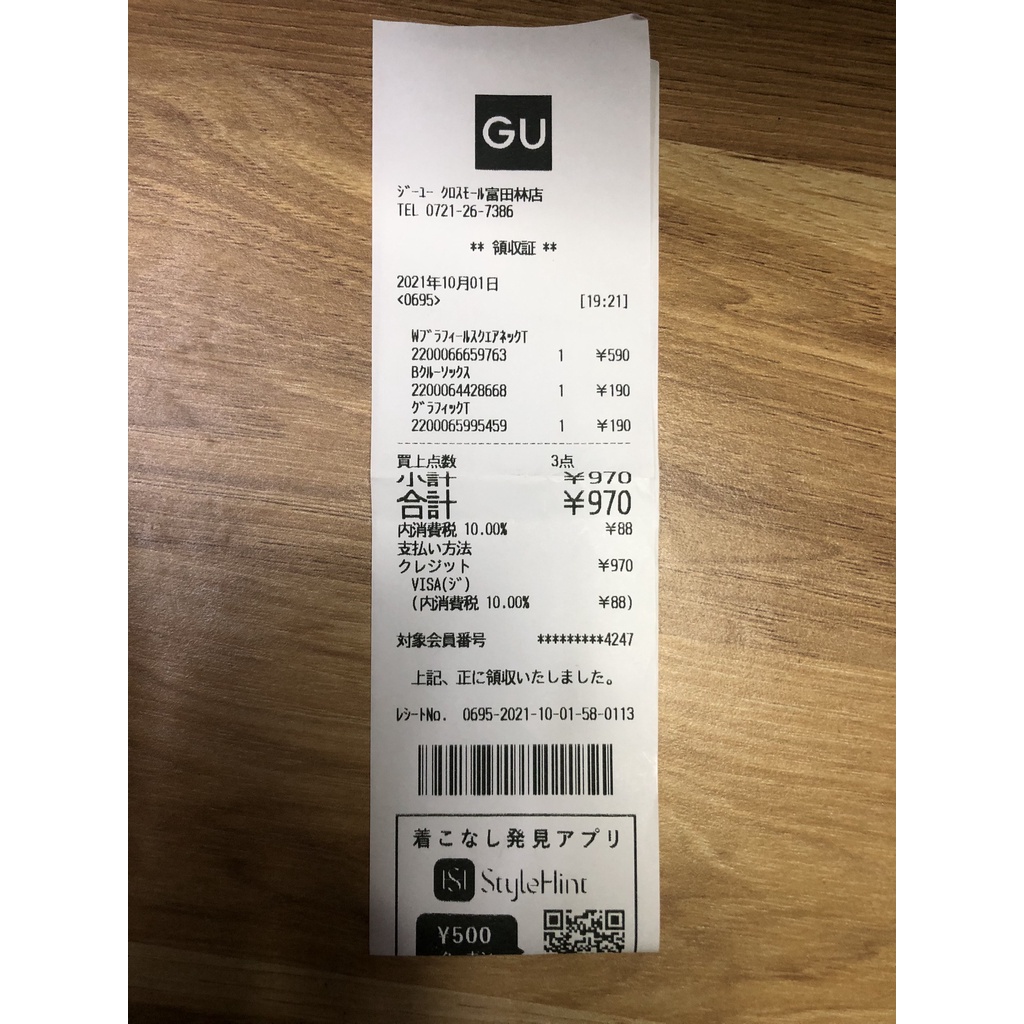 GU
ｼﾞｰﾕｰ ｸﾛｽﾓｰﾙ富田林店
TEL 0721-26-7386
** 領収証 **
2021年10月01日
<0695> [19:21]
WﾌﾞﾗﾌｨｰﾙｽｸｴｱﾈｯｸT
2200066659763 1 ¥590
Bｸﾙｰｿｯｸｽ
2200064428668 1 ¥190
ｸﾞﾗﾌｨｯｸT
2200065995459 1 ¥190
買上点数 3点
小計 ¥970
合計 ¥970
内消費税 10.00% ¥88
支払い方法
クレジット ¥970
VISA(ｼﾞ)
(内消費税 10.00% ¥88)
対象会員番号 *********4247
上記、正に領収いたしました。
ﾚｼｰﾄNo. 0695-2021-10-01-58-0113
着こなし発見アプリ
StyleHint
¥500